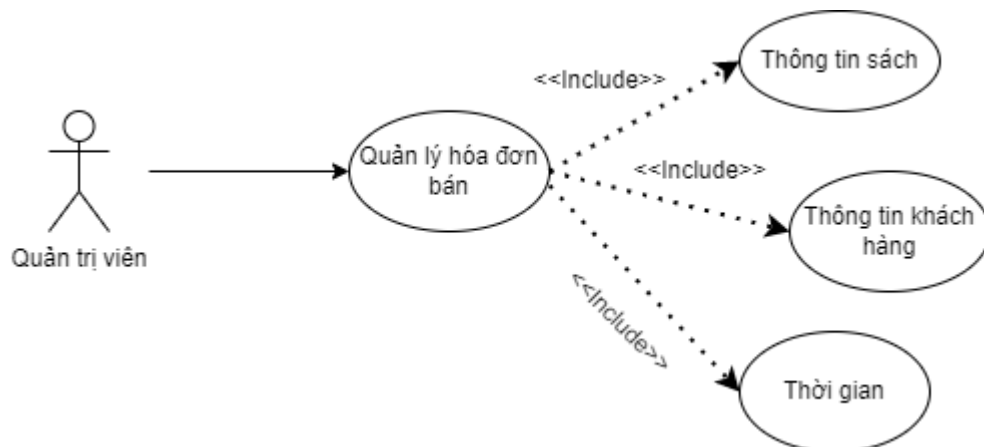 Thông tin sách
<<Include>>
Quản lý hóa đơn
bán
<<Include>>
Thông tin khách
hàng
Quản trị viên
<<Include>>
Thời gian